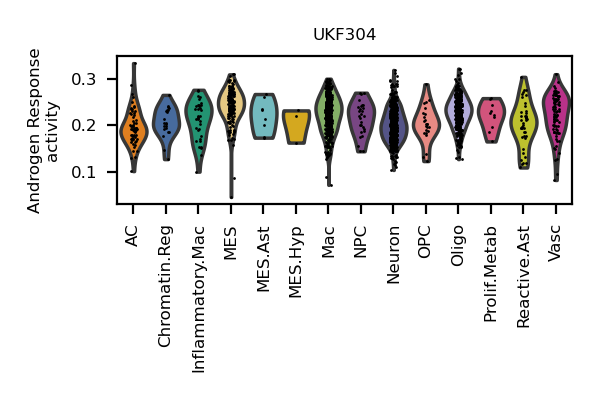 UKF304
Androgen Response
activity
0.3
0.2
0.1
AC
Chromatin.Reg
Inflammatory.Mac
MES
MES.Ast
MES.Hyp
Mac
NPC
Neuron
OPC
Oligo
Prolif.Metab
Reactive.Ast
Vasc